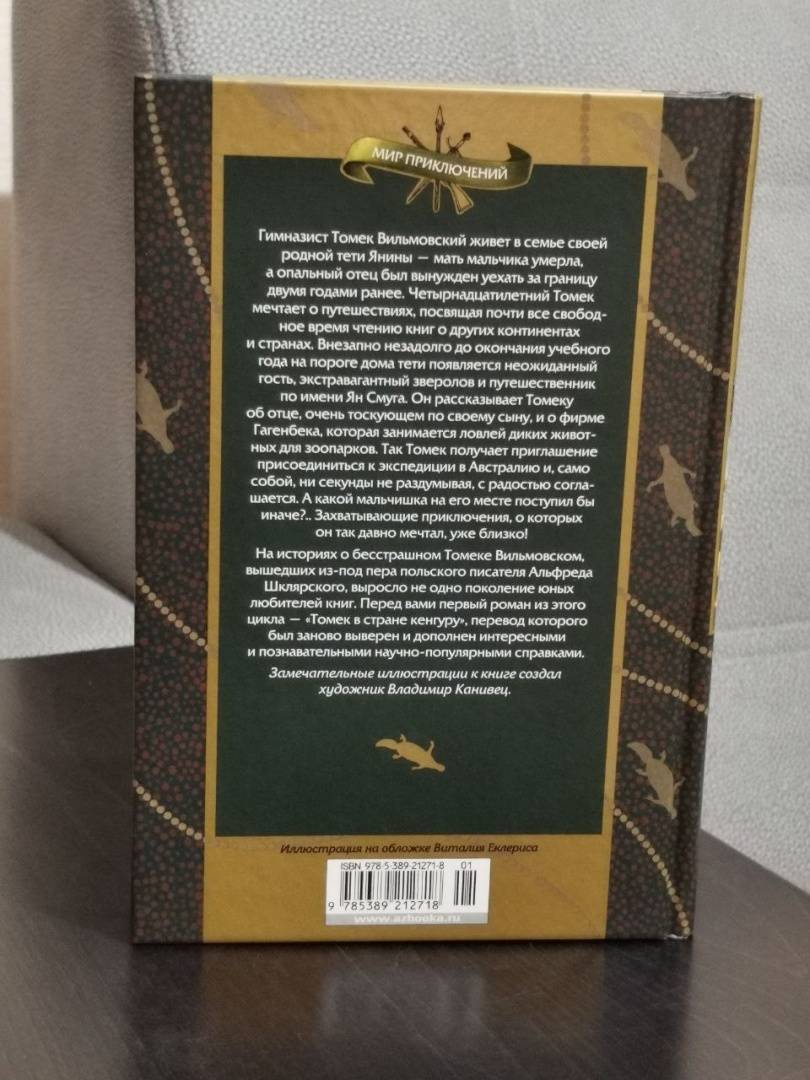 МИР ПРИКЛЮЧЕНИЙ
Гимназист Томек Вильмовский живет в семье своей
родной тети Янины — мать мальчика умерла,
а опальный отец был вынужден уехать за границу
двумя годами ранее. Четырнадцатилетний Томек
мечтает о путешествиях, посвящая почти все свобод-
ное время чтению книг о других континентах
и странах. Внезапно незадолго до окончания учебного
года на пороге дома тети появляется неожиданный
гость, экстравагантный зверолов и путешественник
по имени Ян Смуга. Он рассказывает Томеку
об отце, очень тоскующем по своему сыну, и о фирме
Гагенбека, которая занимается ловлей диких живот-
ных для зоопарков. Так Томек получает приглашение
присоединиться к экспедиции в Австралию и, само
собой, ни секунды не раздумывая, с радостью согла-
шается. А какой мальчишка на его месте поступил бы
иначе?.. Захватывающие приключения, о которых
он так давно мечтал, уже близко!
На историях о бесстрашном Томеке Вильмовском,
вышедших из-под пера польского писателя Альфреда
Шклярского, выросло не одно поколение юных
любителей книг. Перед вами первый роман из этого
цикла — «Томек в стране кенгуру», перевод которого
был заново выверен и дополнен интересными
и познавательными научно-популярными справками.
Замечательные иллюстрации к книге создал
художник Владимир Канивец.
Иллюстрация на обложке Виталия Еклериса
ISBN 978-5-389-21271-8 01
9 785389 212718
www.azbooka.ru